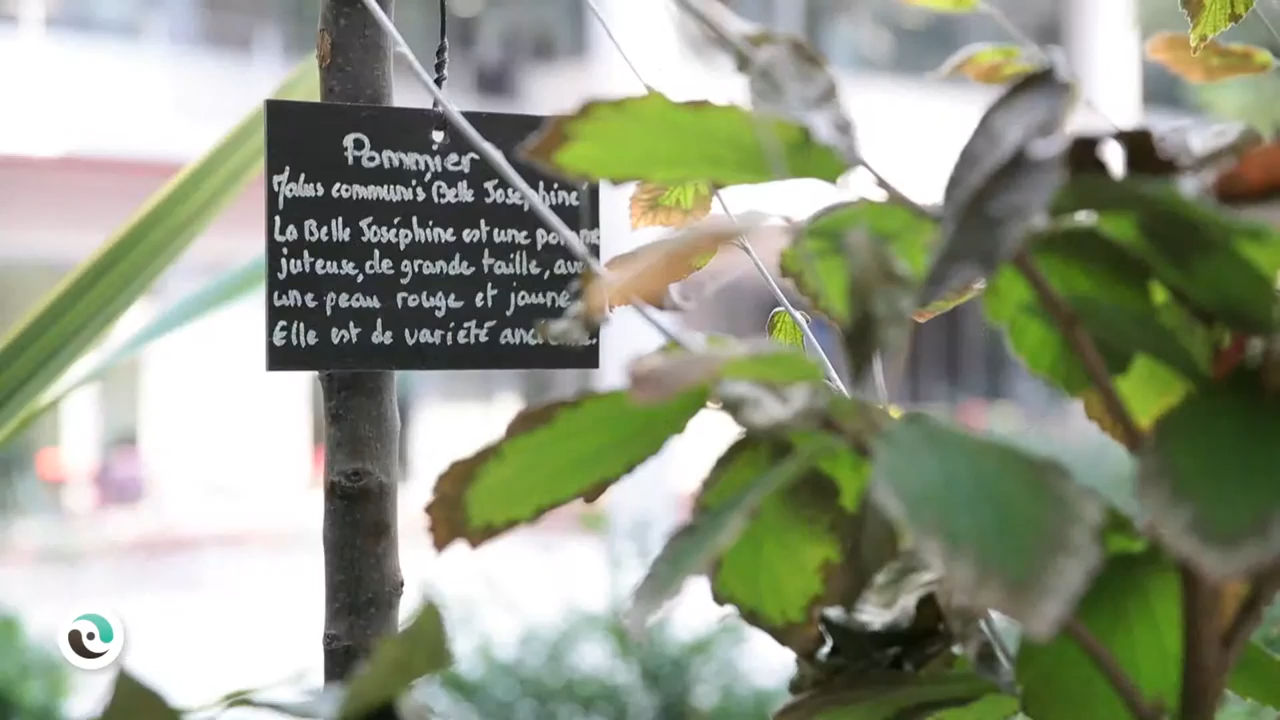 Pommier
Malus communis Belle Joséphine
La Belle Joséphine est une pomme
juteuse, de grande taille, avec
une peau rouge et jaune.
Elle est de variété ancienne.